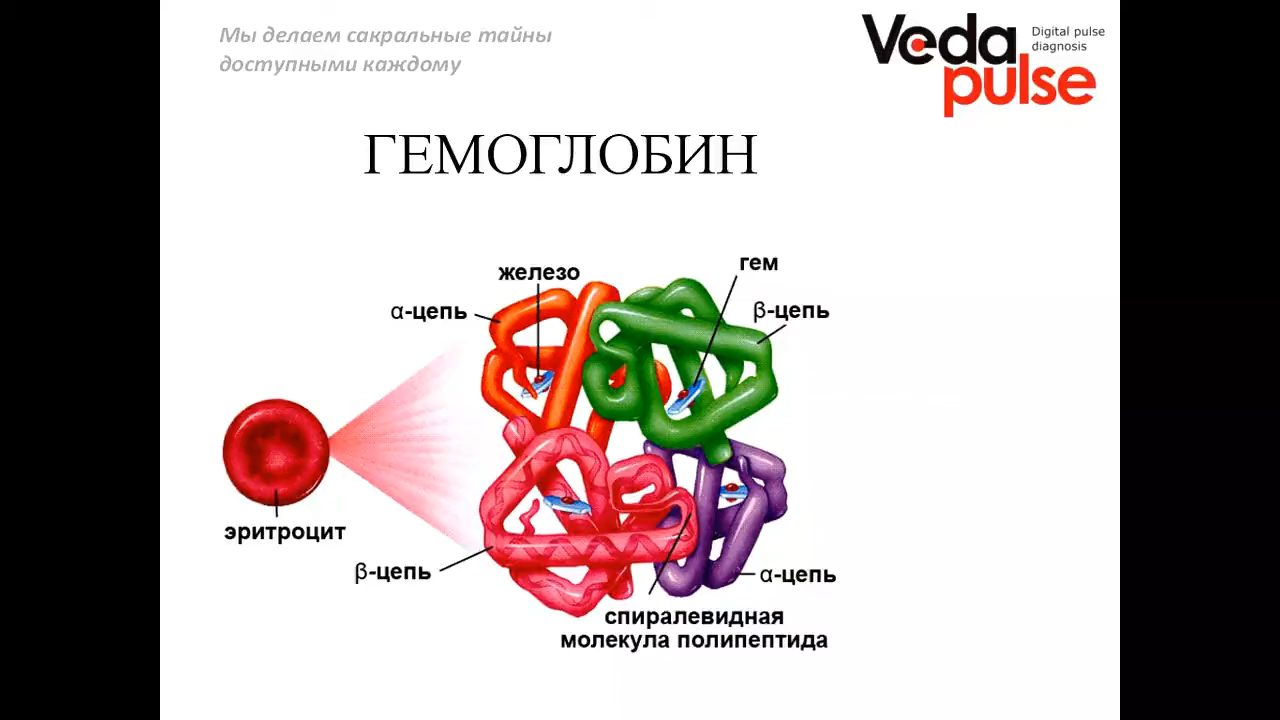 Мы делаем сакральные тайны
доступными каждому
Veda
pulse
Digital pulse
diagnosis
ГЕМОГЛОБИН
железо
гем
α-цепь
β-цепь
эритроцит
β-цепь
α-цепь
спиралевидная
молекула полипептида